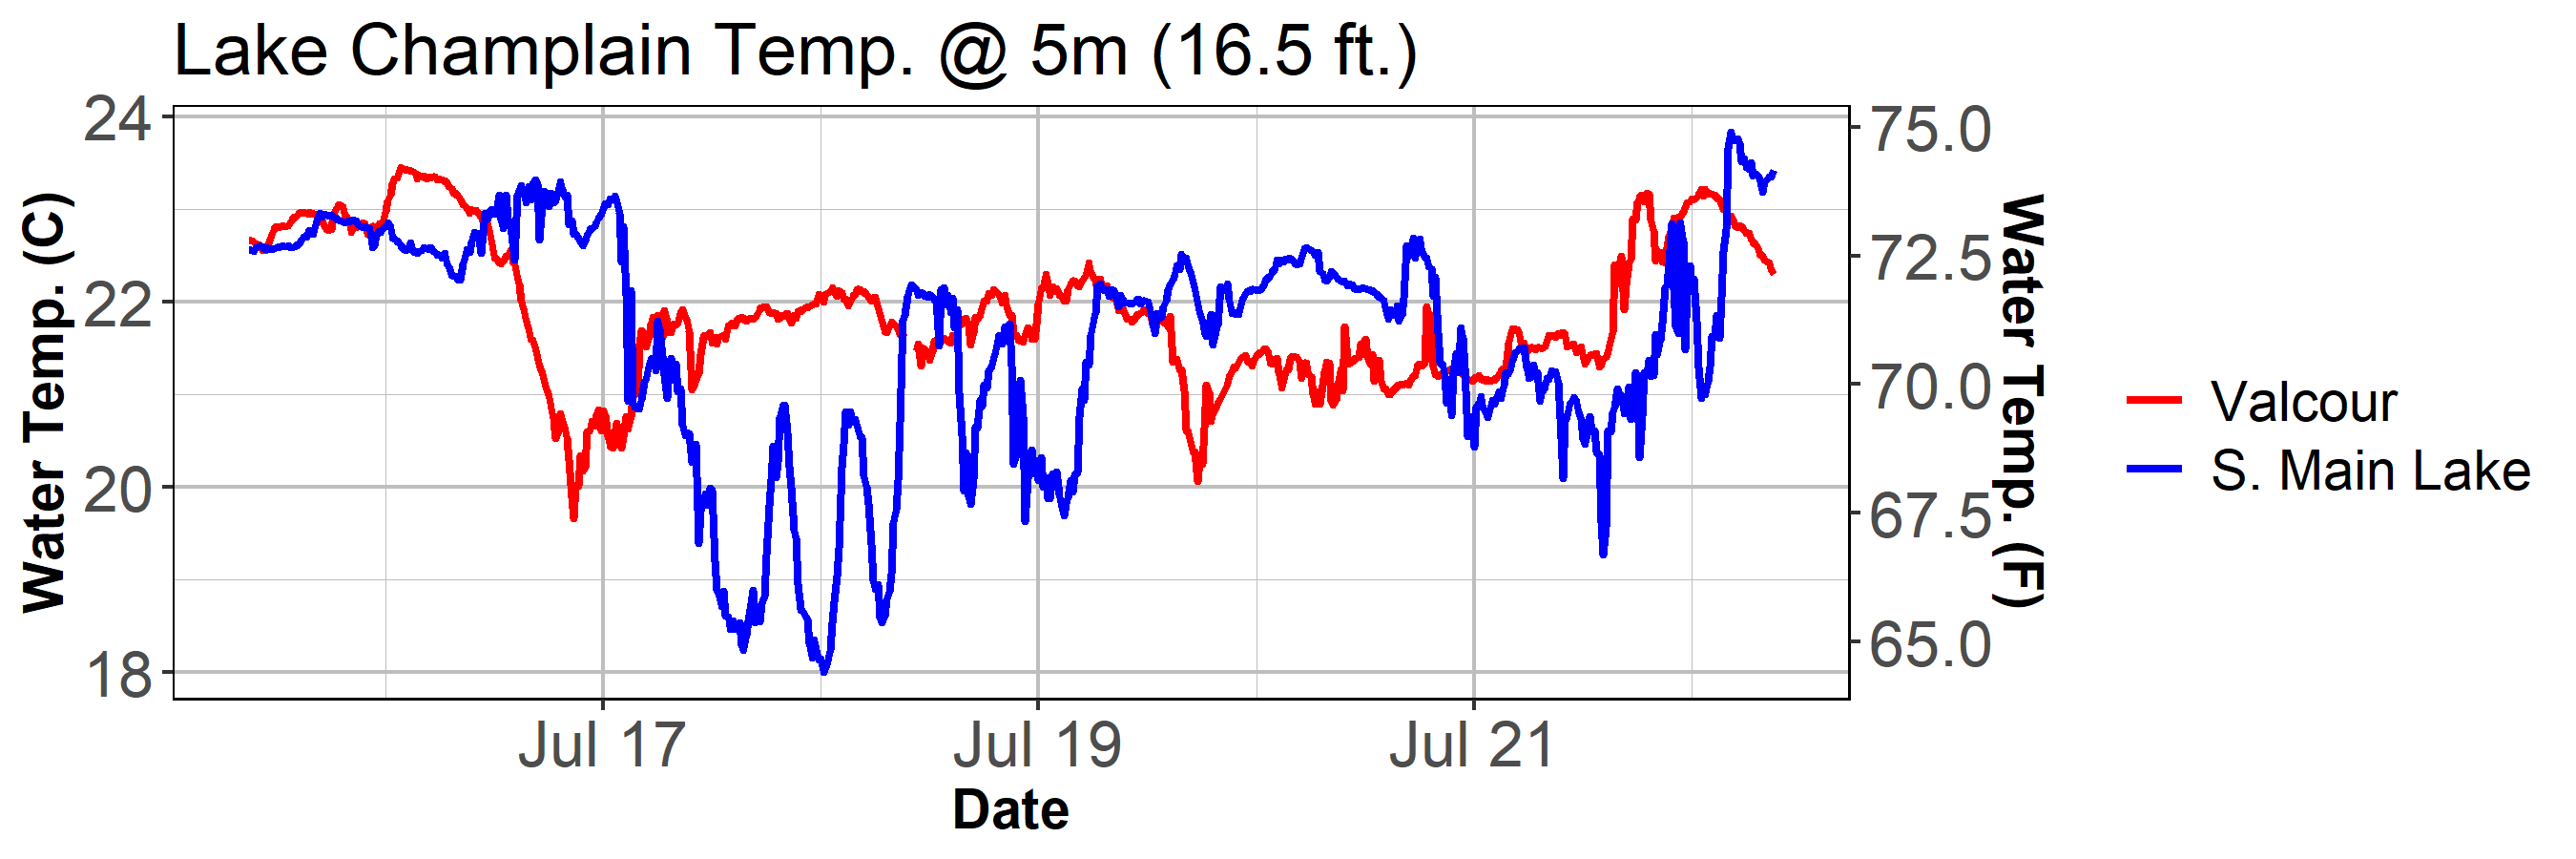 Lake Champlain Temp. @ 5m (16.5 ft.)
Water Temp. (C)
24
22
20
18
75.0
72.5
70.0
67.5
65.0
Water Temp. (F)
Jul 17
Jul 19
Jul 21
Date
Valcour
S. Main Lake